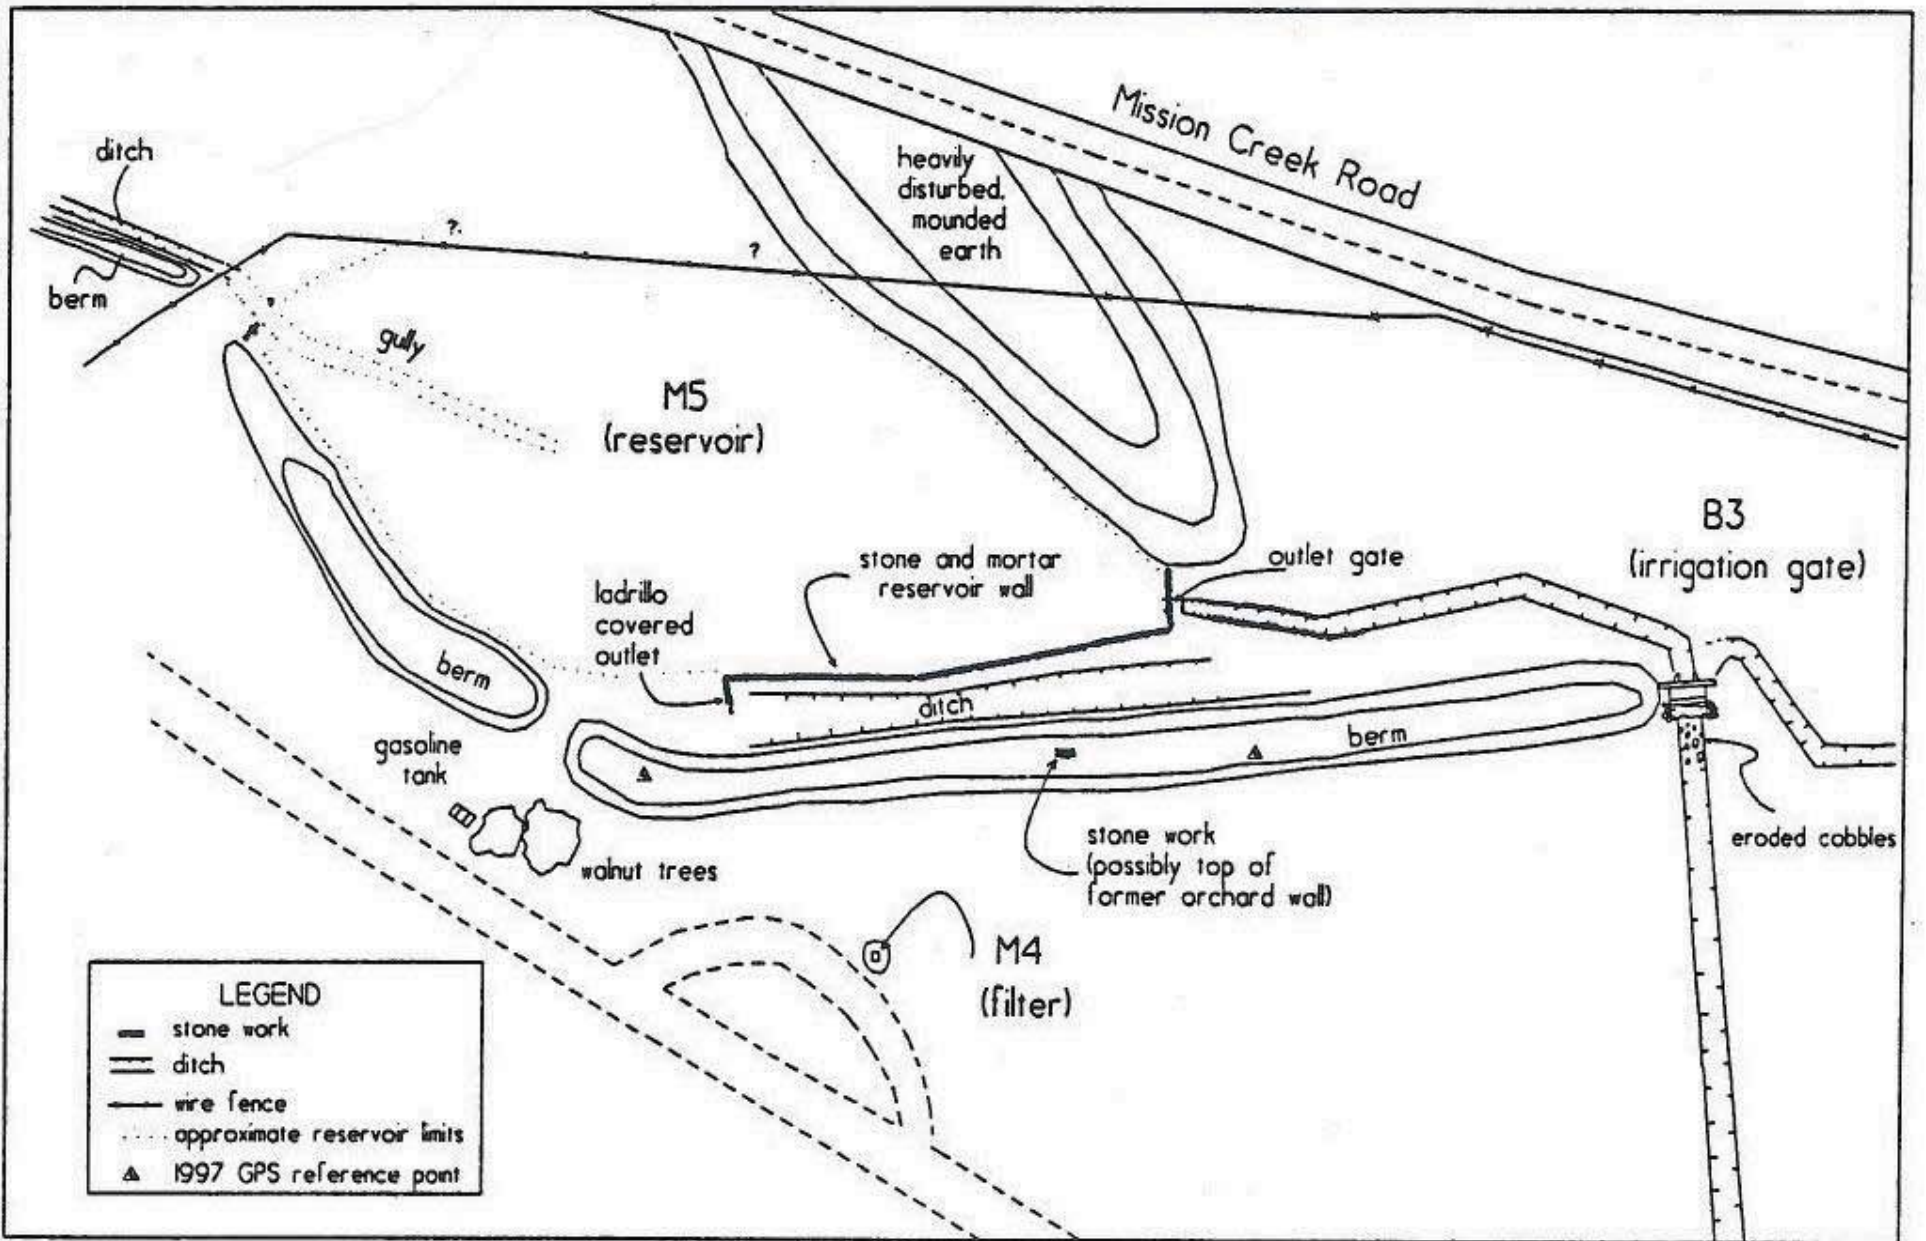 Mission Creek Road
ditch
heavily
disturbed,
mounded
earth
?.
?
berm
gully
M5
(reservoir)
B3
(irrigation gate)
stone and mortar
reservoir wall
outlet gate
ladrillo
covered
outlet
berm
ditch
berm
gasoline
tank
stone work
(possibly top of
former orchard wall)
eroded cobbles
walnut trees
M4
(filter)
LEGEND
stone work
ditch
wire fence
approximate reservoir limits
1997 GPS reference point